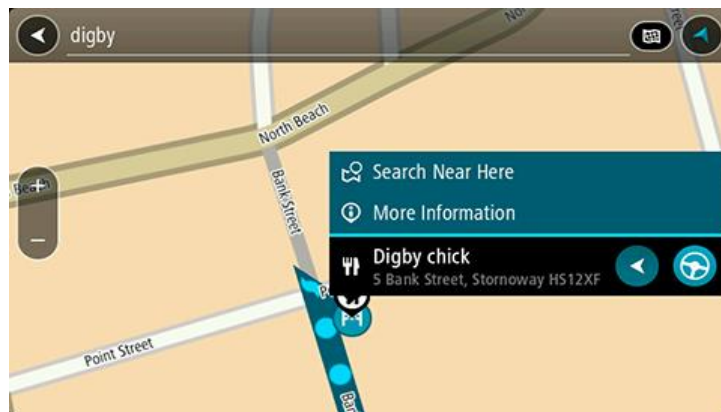 digby
North Beach
Bank Street
Search Near Here
More Information
Digby chick
5 Bank Street, Stornoway HS12XF
Point Street